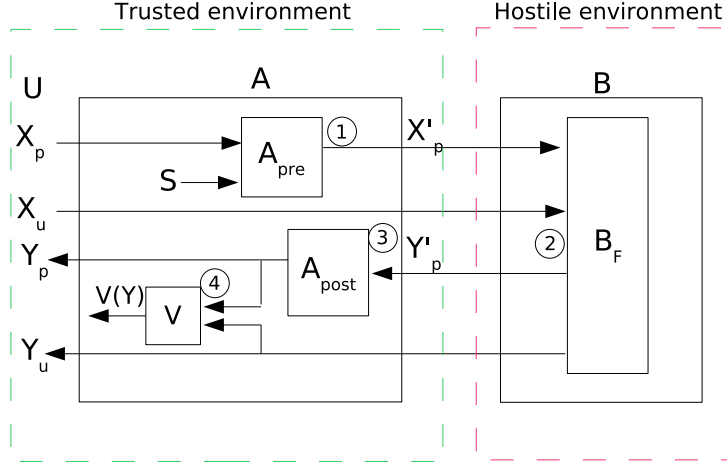 Trusted environment
Hostile environment
U
A
B
X_p
1
X'_p
A_pre
S
X_u
Y_p
3
Y'_p
2
B_F
A_post
4
V(Y)
V
Y_u